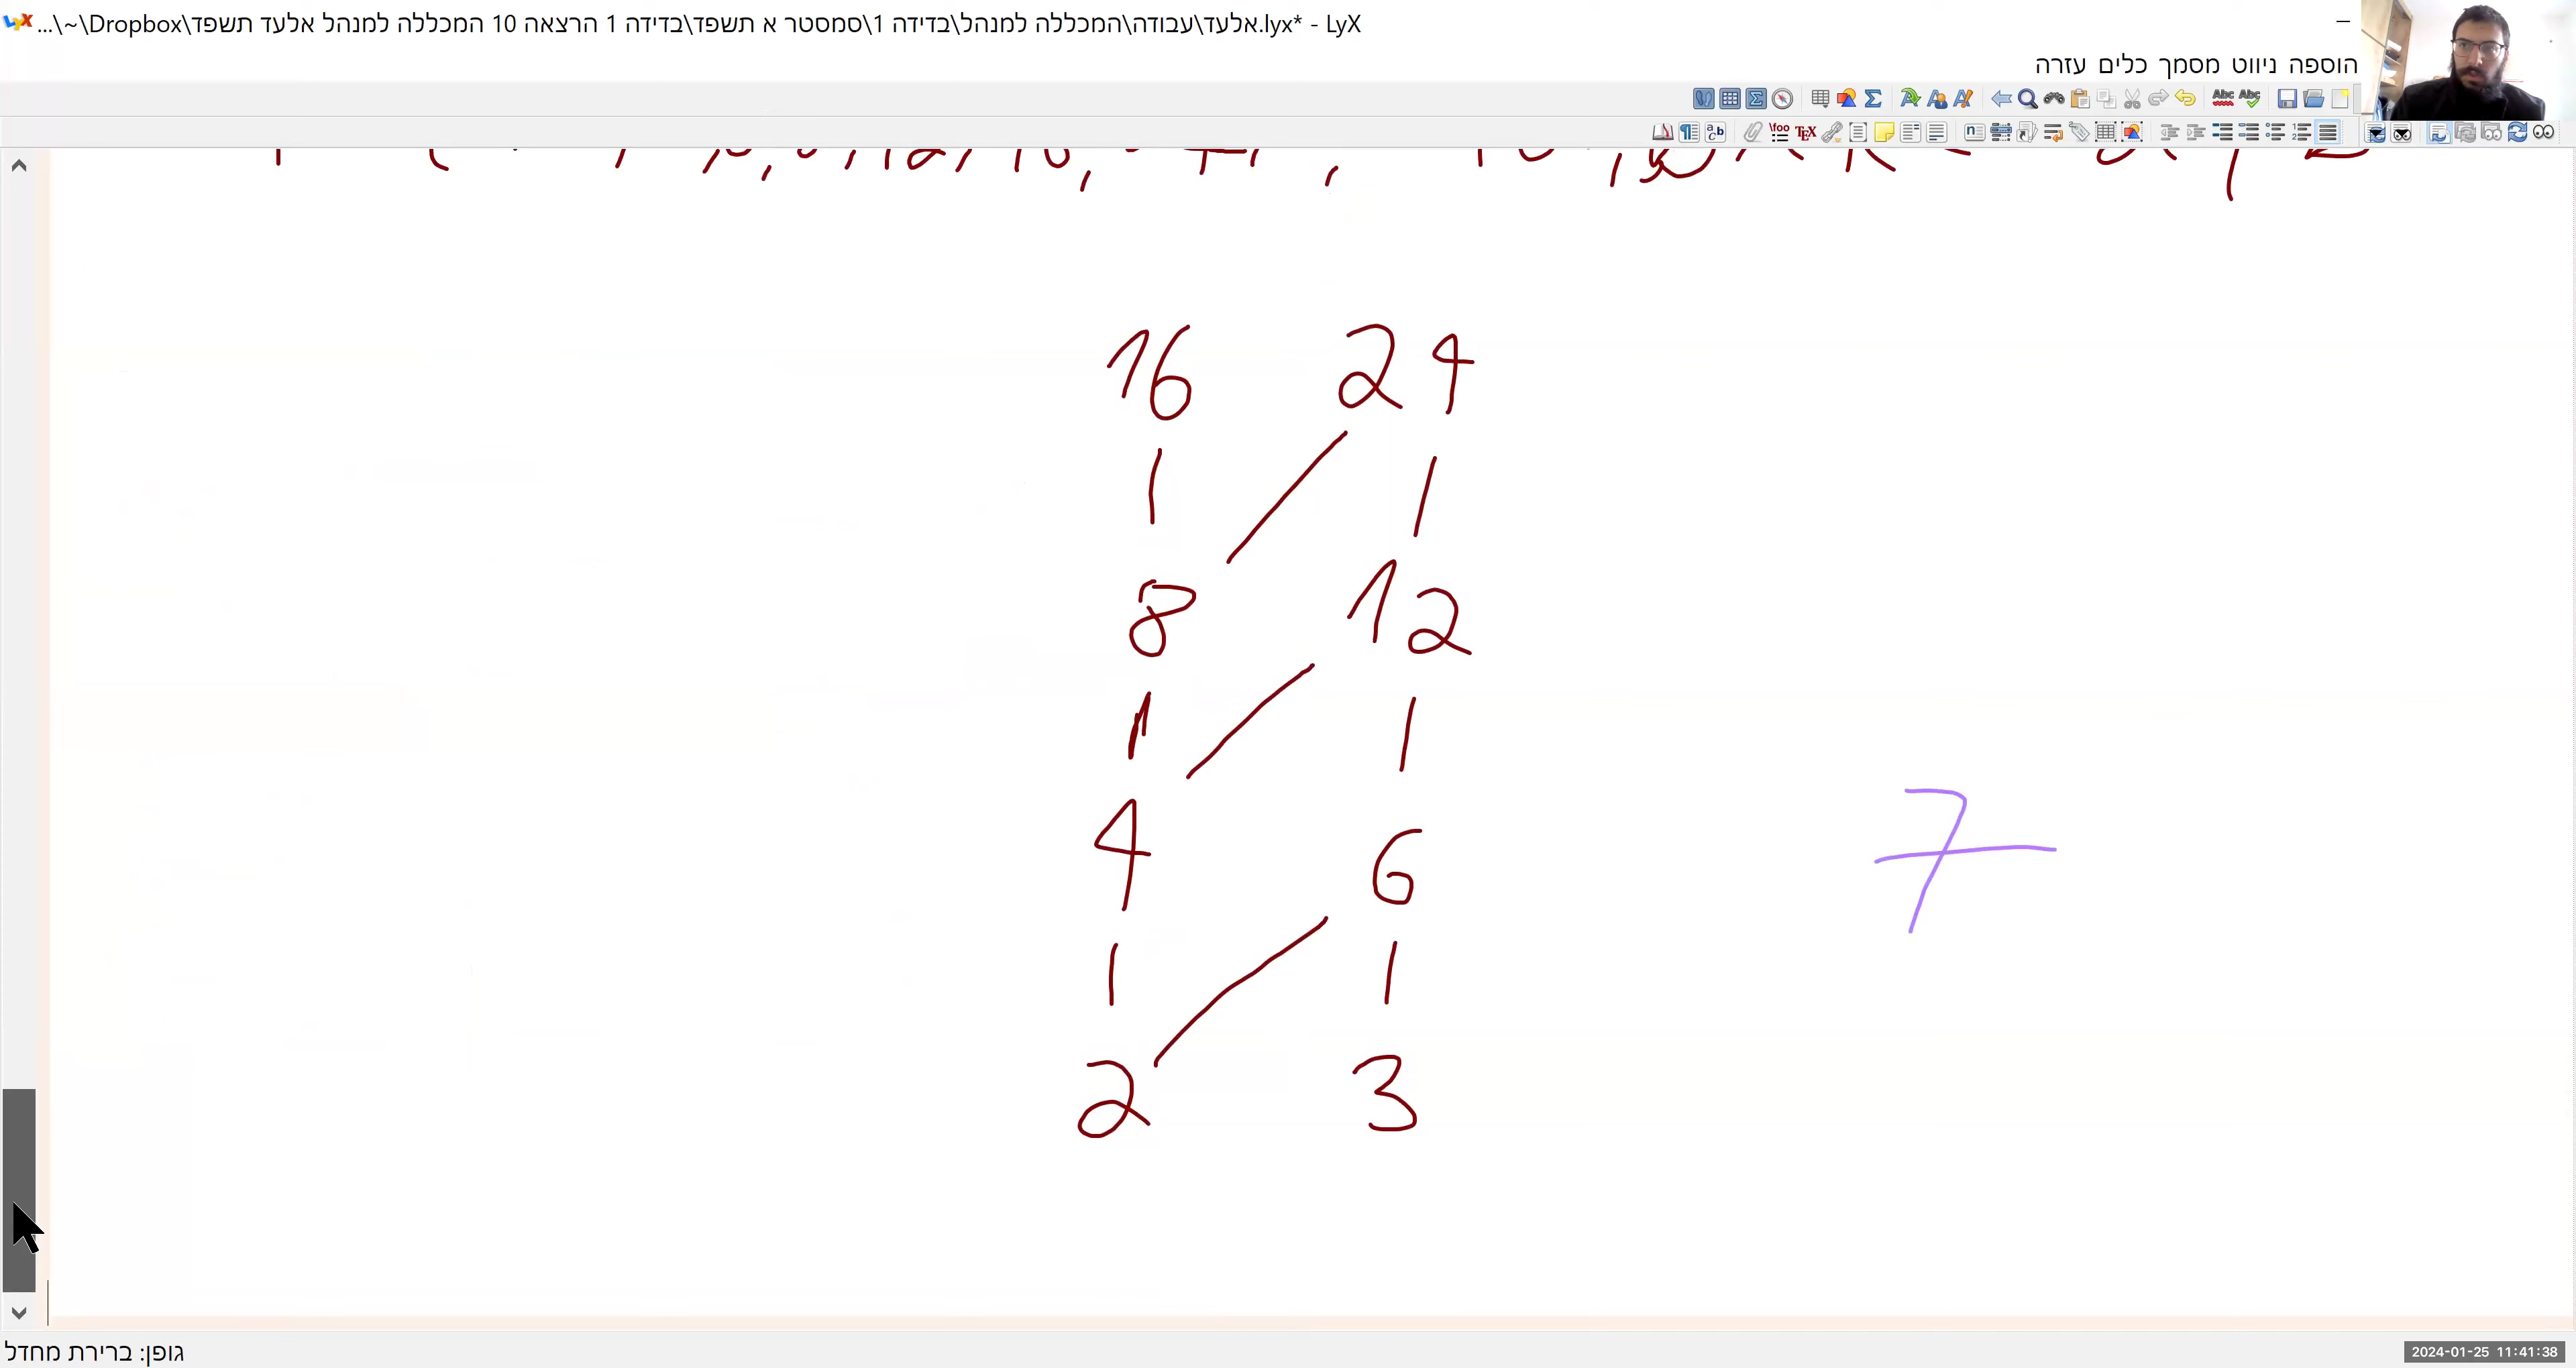 אלעד\עבודה\המכללה למנהל\בדידה 1\סמסטר א תשפד\בדידה 1 הרצאה 10 המכללה למנהל אלעד תשפד.lyx* - LyX ...\~\Dropbox\
הוספה ניווט מסמך כלים עזרה
16 24
8 12
4 6
7
2 3
גופן: ברירת מחדל
2024-01-25 11:41:38